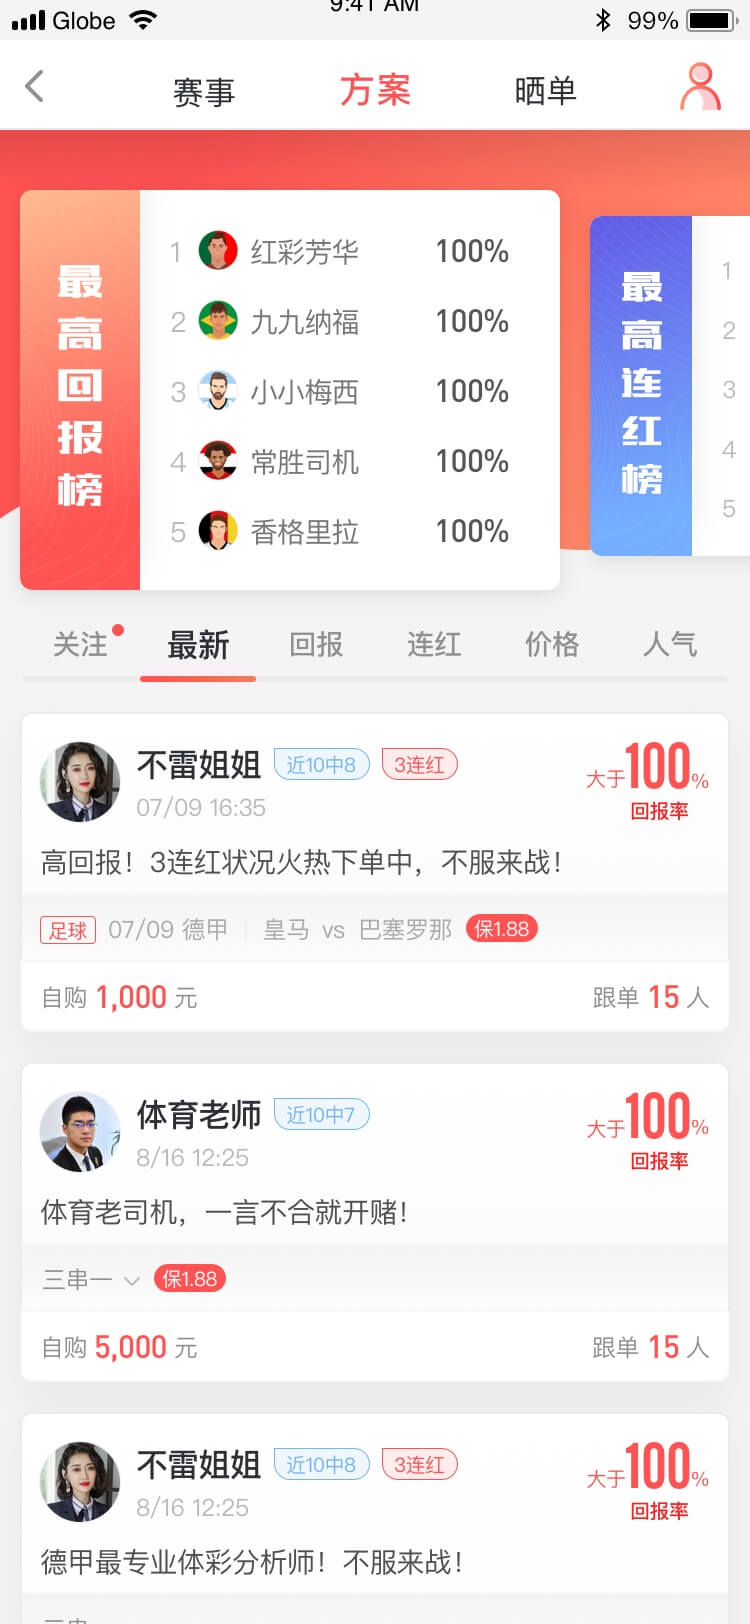 Globe 9:41 AM 99%
赛事 方案 晒单
最高回报榜
1 红彩芳华 100%
2 九九纳福 100%
3 小小梅西 100%
4 常胜司机 100%
5 香格里拉 100%
最高连红榜
1
2
3
4
5
关注 最新 回报 连红 价格 人气
不雷姐姐 近10中8 3连红 大于100%
07/09 16:35 回报率
高回报！3连红状况火热下单中，不服来战！
足球 07/09 德甲 皇马 vs 巴塞罗那 保1.88
自购 1,000 元 跟单 15 人
体育老师 近10中7 大于100%
8/16 12:25 回报率
体育老司机，一言不合就开赌！
三串一 保1.88
自购 5,000 元 跟单 15 人
不雷姐姐 近10中8 3连红 大于100%
8/16 12:25 回报率
德甲最专业体彩分析师！不服来战！